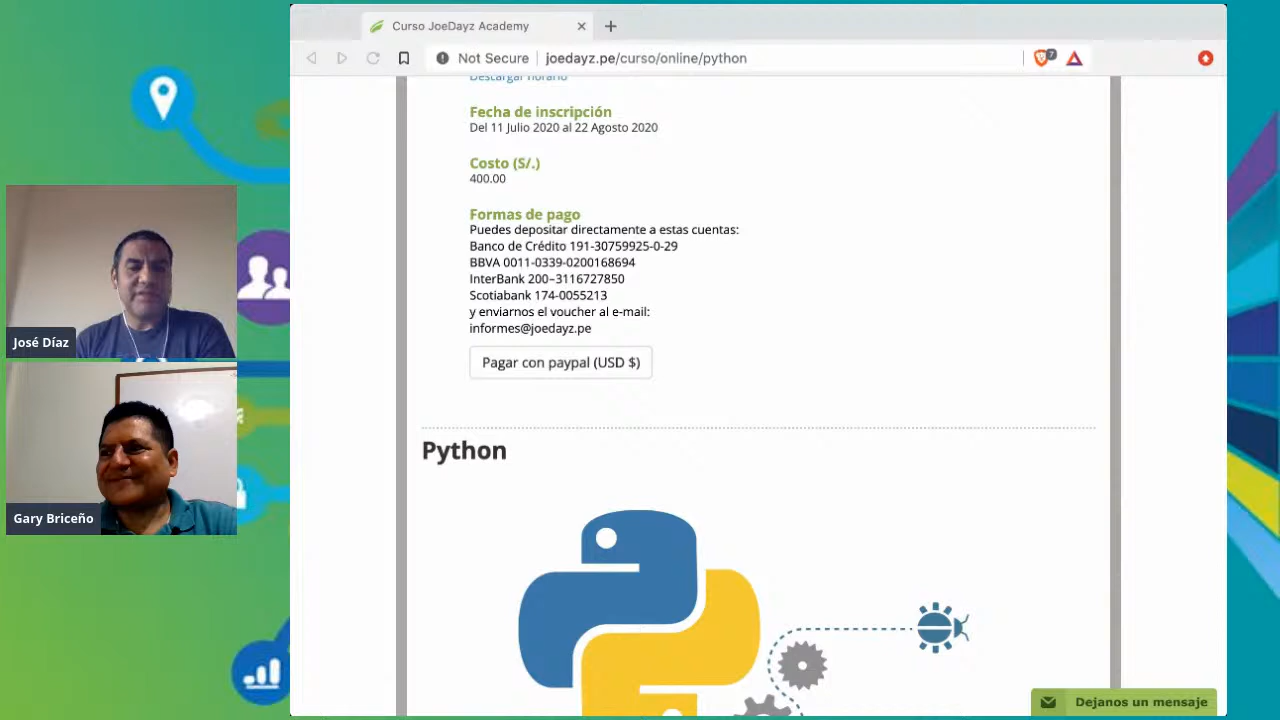 Curso JoeDayz Academy
Not Secure
joedayz.pe/curso/online/python
7
Descargar horario
Fecha de inscripción
Del 11 Julio 2020 al 22 Agosto 2020
Costo (S/.)
400.00
Formas de pago
Puedes depositar directamente a estas cuentas:
Banco de Crédito 191-30759925-0-29
BBVA 0011-0339-0200168694
InterBank 200–3116727850
Scotiabank 174-0055213
y enviarnos el voucher al e-mail:
informes@joedayz.pe
Pagar con paypal (USD $)
Python
Dejanos un mensaje
José Díaz
Gary Briceño